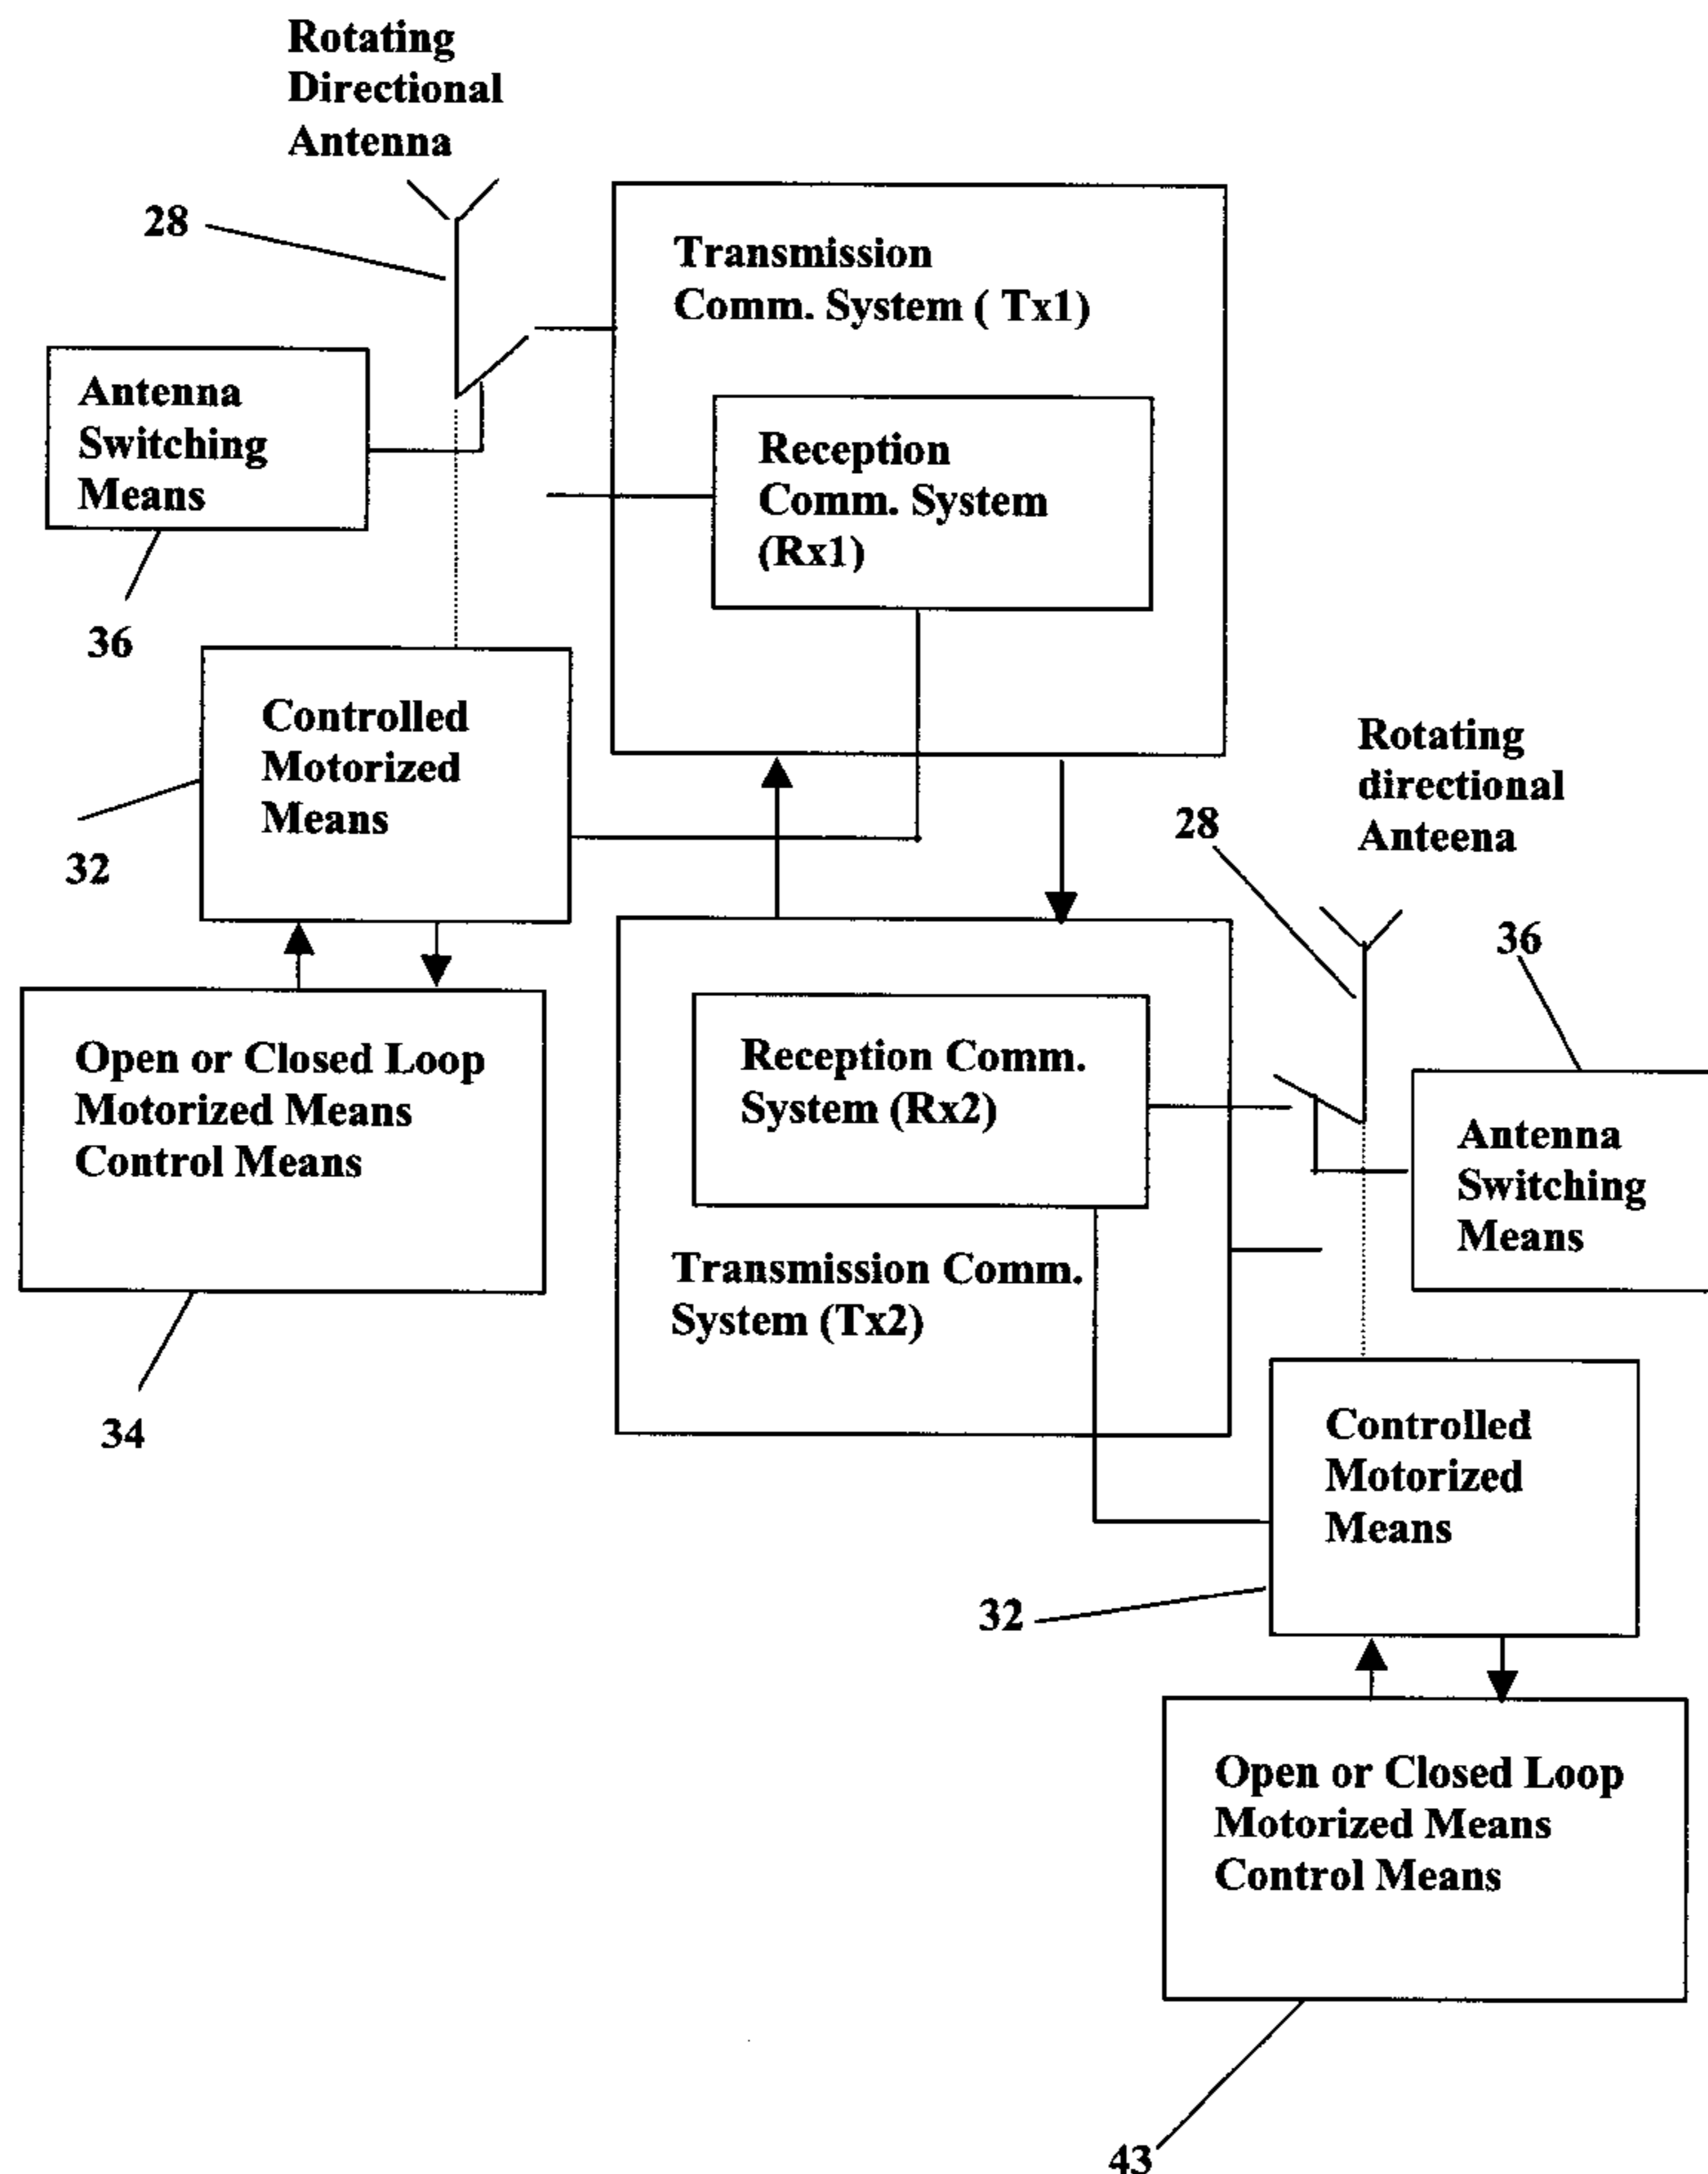 Rotating
Directional
Antenna
28
Transmission
Comm. System ( Tx1)
Antenna
Switching
Means
Reception
Comm. System
(Rx1)
36
Controlled
Motorized
Means
32
Rotating
directional
Anteena
28
36
Open or Closed Loop
Motorized Means
Control Means
34
Reception Comm.
System (Rx2)
Transmission Comm.
System (Tx2)
Antenna
Switching
Means
Controlled
Motorized
Means
32
Open or Closed Loop
Motorized Means
Control Means
43